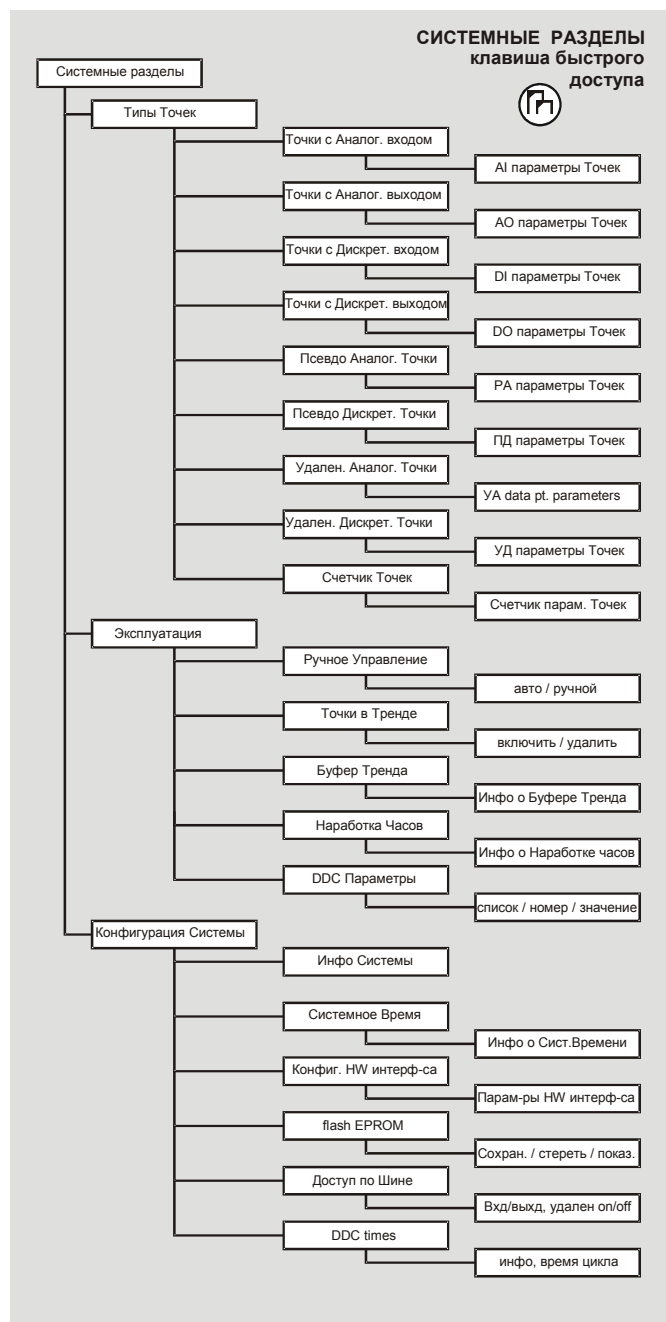 СИСТЕМНЫЕ РАЗДЕЛЫ
клавиша быстрого
доступа
Системные разделы
Типы Точек
Точки с Аналог. входом
AI параметры Точек
Точки с Аналог. выходом
АО параметры Точек
Точки с Дискрет. входом
DI параметры Точек
Точки с Дискрет. выходом
DO параметры Точек
Псевдо Аналог. Точки
РА параметры Точек
Псевдо Дискрет. Точки
ПД параметры Точек
Удален. Аналог. Точки
УА data pt. parameters
Удален. Дискрет. Точки
УД параметры Точек
Счетчик Точек
Счетчик парам. Точек
Эксплуатация
Ручное Управление
авто / ручной
Точки в Тренде
включить / удалить
Буфер Тренда
Инфо о Буфере Тренда
Наработка Часов
Инфо о Наработке часов
DDC Параметры
список / номер / значение
Конфигурация Системы
Инфо Системы
Системное Время
Инфо о Сист.Времени
Конфиг. HW интерф-са
Парам-ры HW интерф-са
flash EPROM
Сохран. / стереть / показ.
Доступ по Шине
Вхд/выхд, удален on/off
DDC times
инфо, время цикла